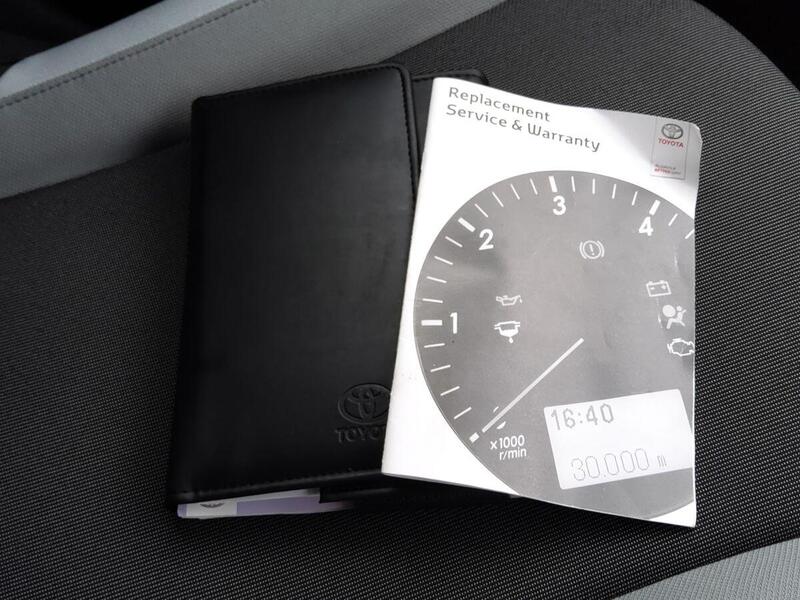 Replacement
Service & Warranty
TOYOTA
1
2
3
4
x1000
r/min
16:40
30.000 m
TOYOTA